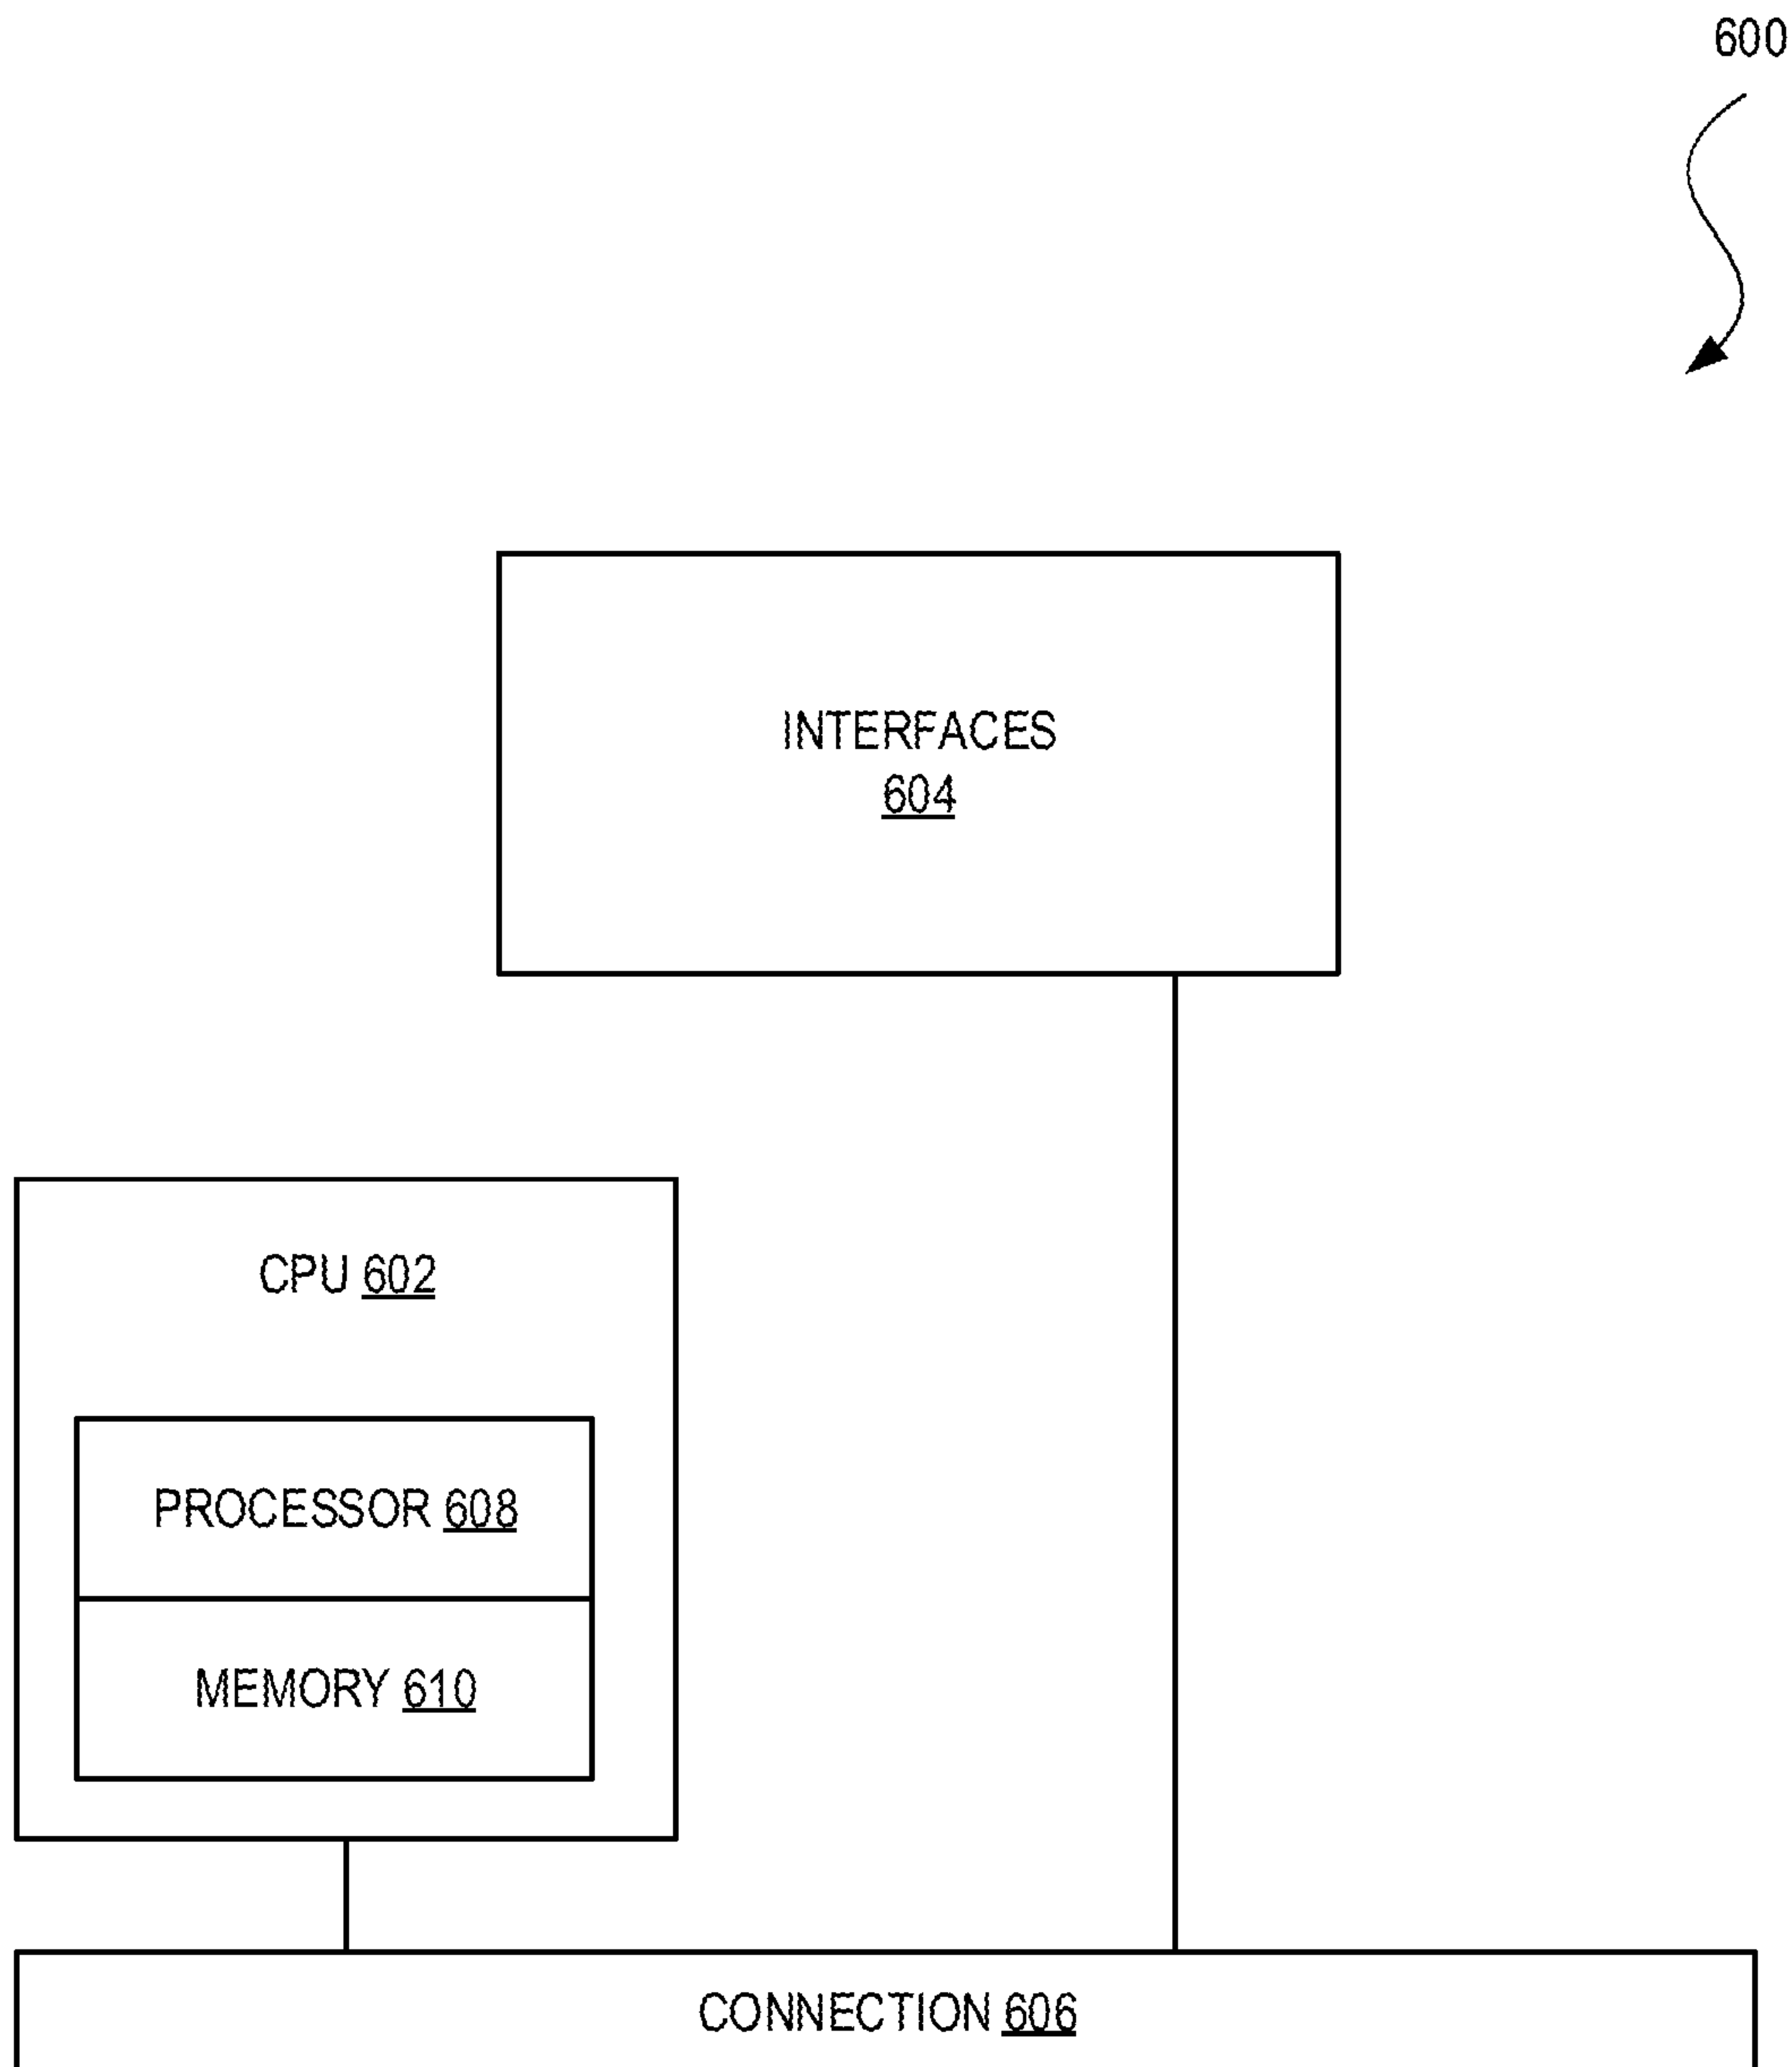 600
INTERFACES
604
CPU 602
PROCESSOR 608
MEMORY 610
CONNECTION 606